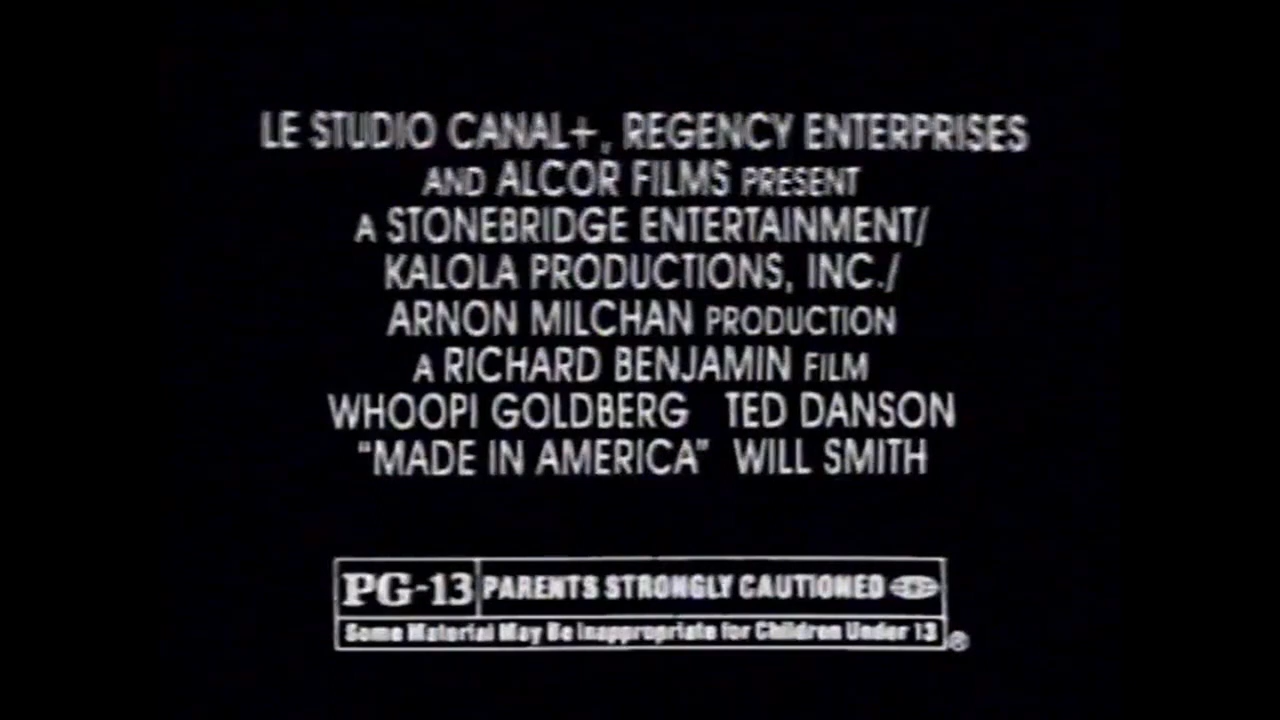 LE STUDIO CANAL+, REGENCY ENTERPRISES
AND ALCOR FILMS PRESENT
A STONEBRIDGE ENTERTAINMENT/
KALOLA PRODUCTIONS, INC./
ARNON MILCHAN PRODUCTION
A RICHARD BENJAMIN FILM
WHOOPI GOLDBERG TED DANSON
"MADE IN AMERICA" WILL SMITH
PG-13 PARENTS STRONGLY CAUTIONED
Some Material May Be Inappropriate for Children Under 13 ®